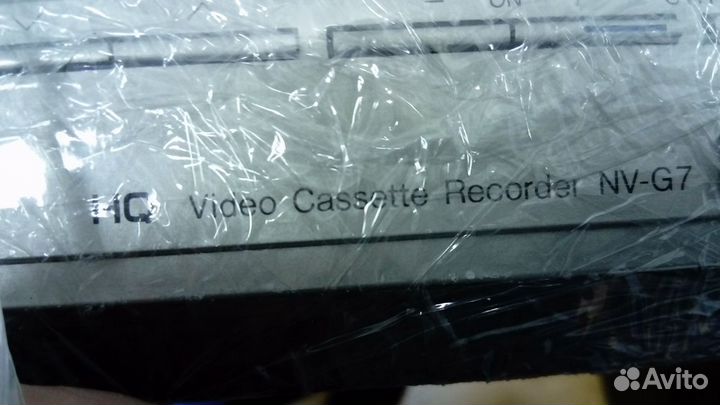 ON
HQ Video Cassette Recorder NV-G7
Avito